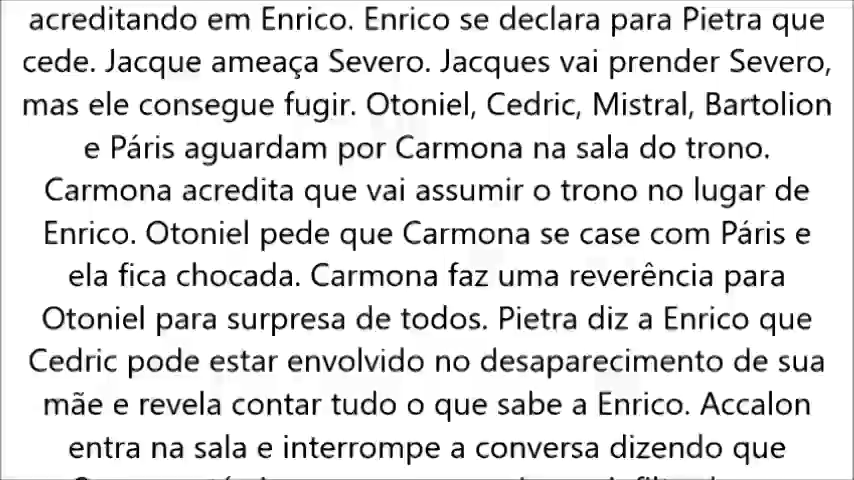 acreditando em Enrico. Enrico se declara para Pietra que
cede. Jacque ameaça Severo. Jacques vai prender Severo,
mas ele consegue fugir. Otoniel, Cedric, Mistral, Bartolion
e Páris aguardam por Carmona na sala do trono.
Carmona acredita que vai assumir o trono no lugar de
Enrico. Otoniel pede que Carmona se case com Páris e
ela fica chocada. Carmona faz uma reverência para
Otoniel para surpresa de todos. Pietra diz a Enrico que
Cedric pode estar envolvido no desaparecimento de sua
mãe e revela contar tudo o que sabe a Enrico. Accalon
entra na sala e interrompe a conversa dizendo que